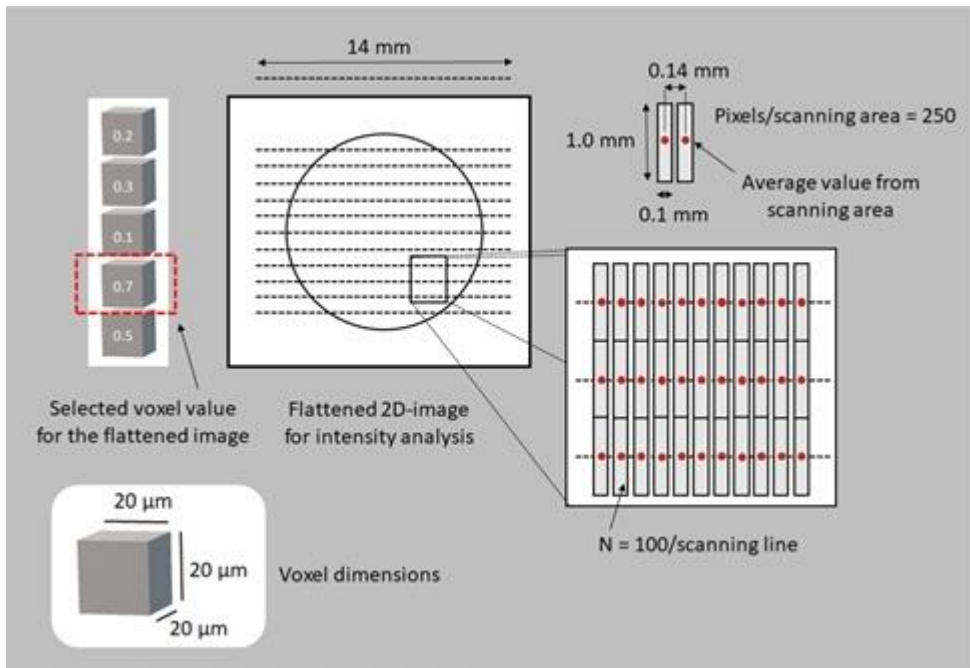 14 mm
0.2
0.3
0.1
0.7
0.5
0.14 mm
Pixels/scanning area = 250
1.0 mm
Average value from
scanning area
0.1 mm
Selected voxel value
for the flattened image
Flattened 2D-image
for intensity analysis
N = 100/scanning line
20 µm
20 µm
20 µm
Voxel dimensions